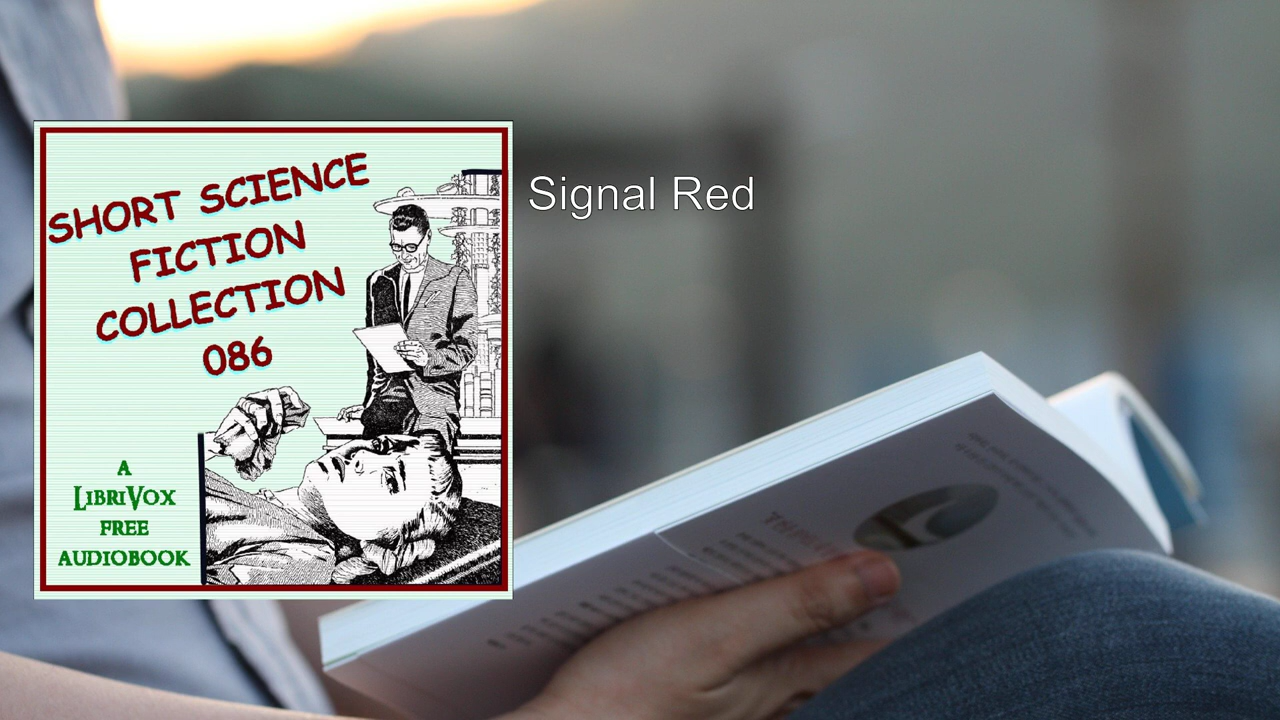 SHORT SCIENCE
FICTION
COLLECTION
086
A
LIBRIVOX
FREE
AUDIOBOOK
Signal Red